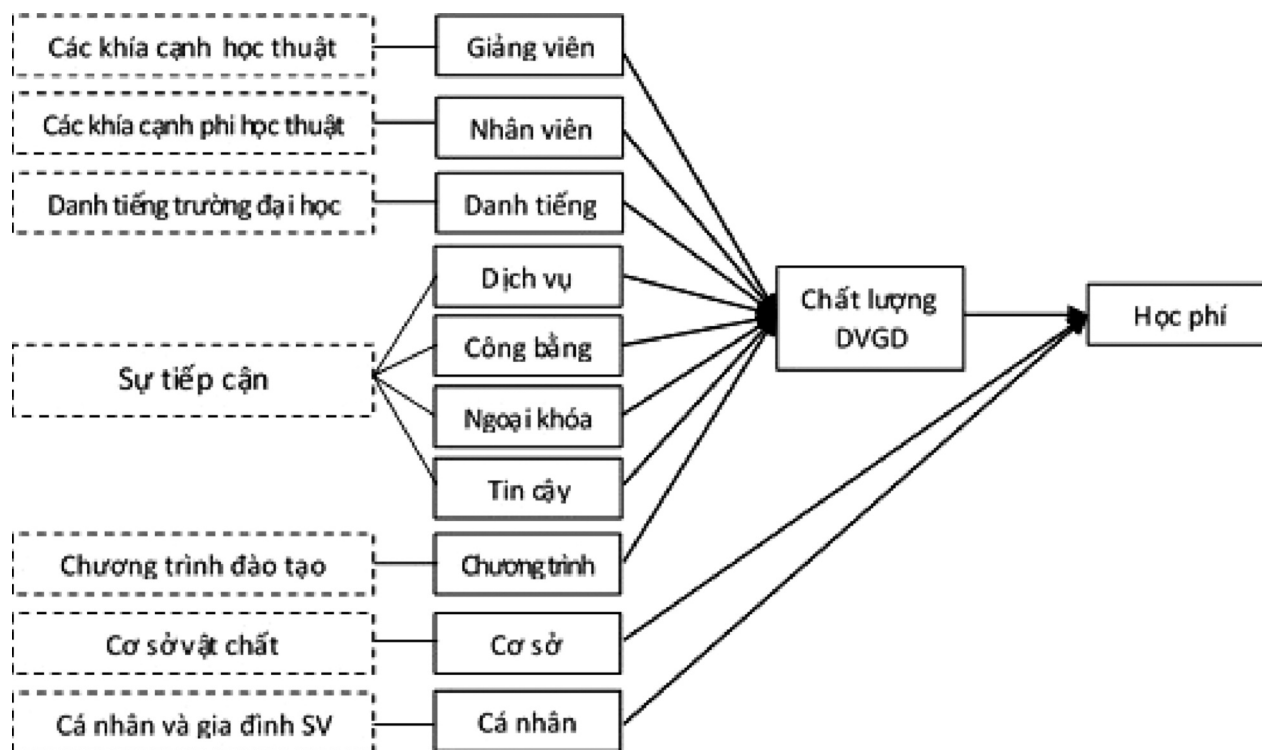 Các khía cạnh học thuật
Giảng viên
Các khía cạnh phi học thuật
Nhân viên
Danh tiếng trường đại học
Danh tiếng
Dịch vụ
Công bằng
Sự tiếp cận
Ngoại khóa
Tin cậy
Chương trình đào tạo
Chương trình
Cơ sở vật chất
Cơ sở
Cá nhân và gia đình SV
Cá nhân
Chất lượng
DVGD
Học phí